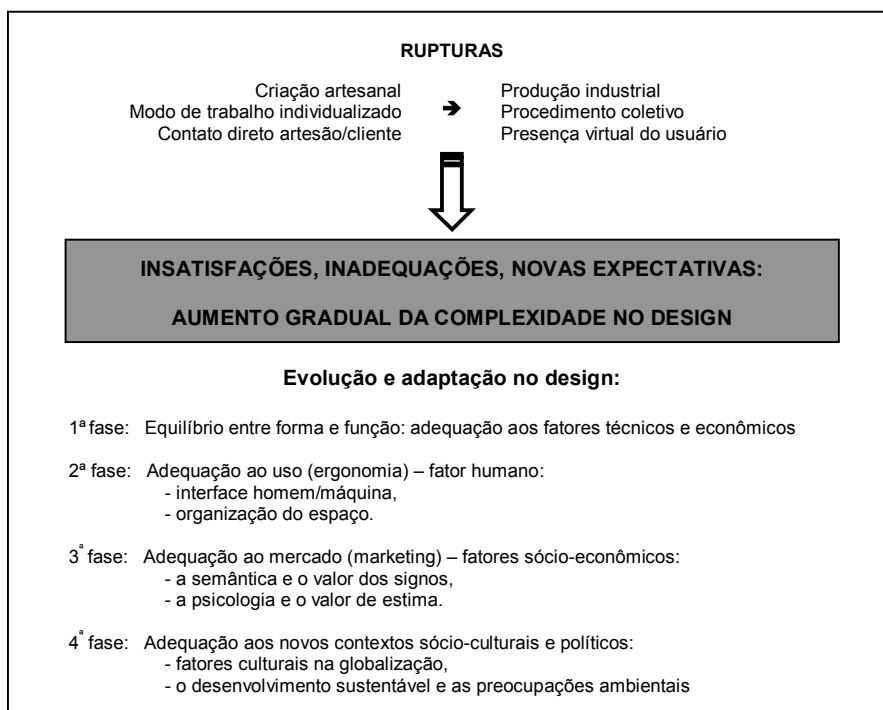 RUPTURAS
Criação artesanal ➔ Produção industrial
Modo de trabalho individualizado Procedimento coletivo
Contato direto artesão/cliente Presença virtual do usuário
INSATISFAÇÕES, INADEQUAÇÕES, NOVAS EXPECTATIVAS:
AUMENTO GRADUAL DA COMPLEXIDADE NO DESIGN
Evolução e adaptação no design:
1ª fase: Equilíbrio entre forma e função: adequação aos fatores técnicos e econômicos
2ª fase: Adequação ao uso (ergonomia) – fator humano:
- interface homem/máquina,
- organização do espaço.
3ª fase: Adequação ao mercado (marketing) – fatores sócio-econômicos:
- a semântica e o valor dos signos,
- a psicologia e o valor de estima.
4ª fase: Adequação aos novos contextos sócio-culturais e políticos:
- fatores culturais na globalização,
- o desenvolvimento sustentável e as preocupações ambientais